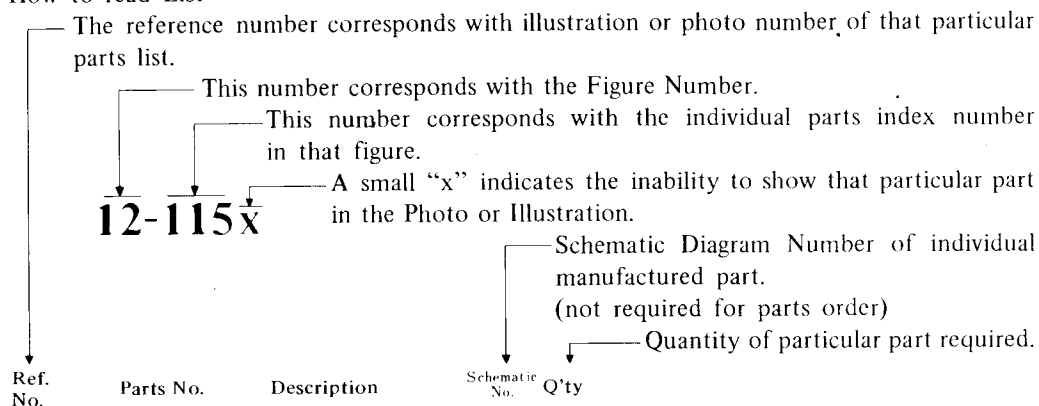 The reference number corresponds with illustration or photo number of that particular
parts list.
This number corresponds with the Figure Number.
This number corresponds with the individual parts index number
in that figure.
A small “x” indicates the inability to show that particular part
in the Photo or Illustration.
12-115x
Schematic Diagram Number of individual
manufactured part.
(not required for parts order)
Quantity of particular part required.
Ref. No. Parts No. Description Schematic No. Q'ty